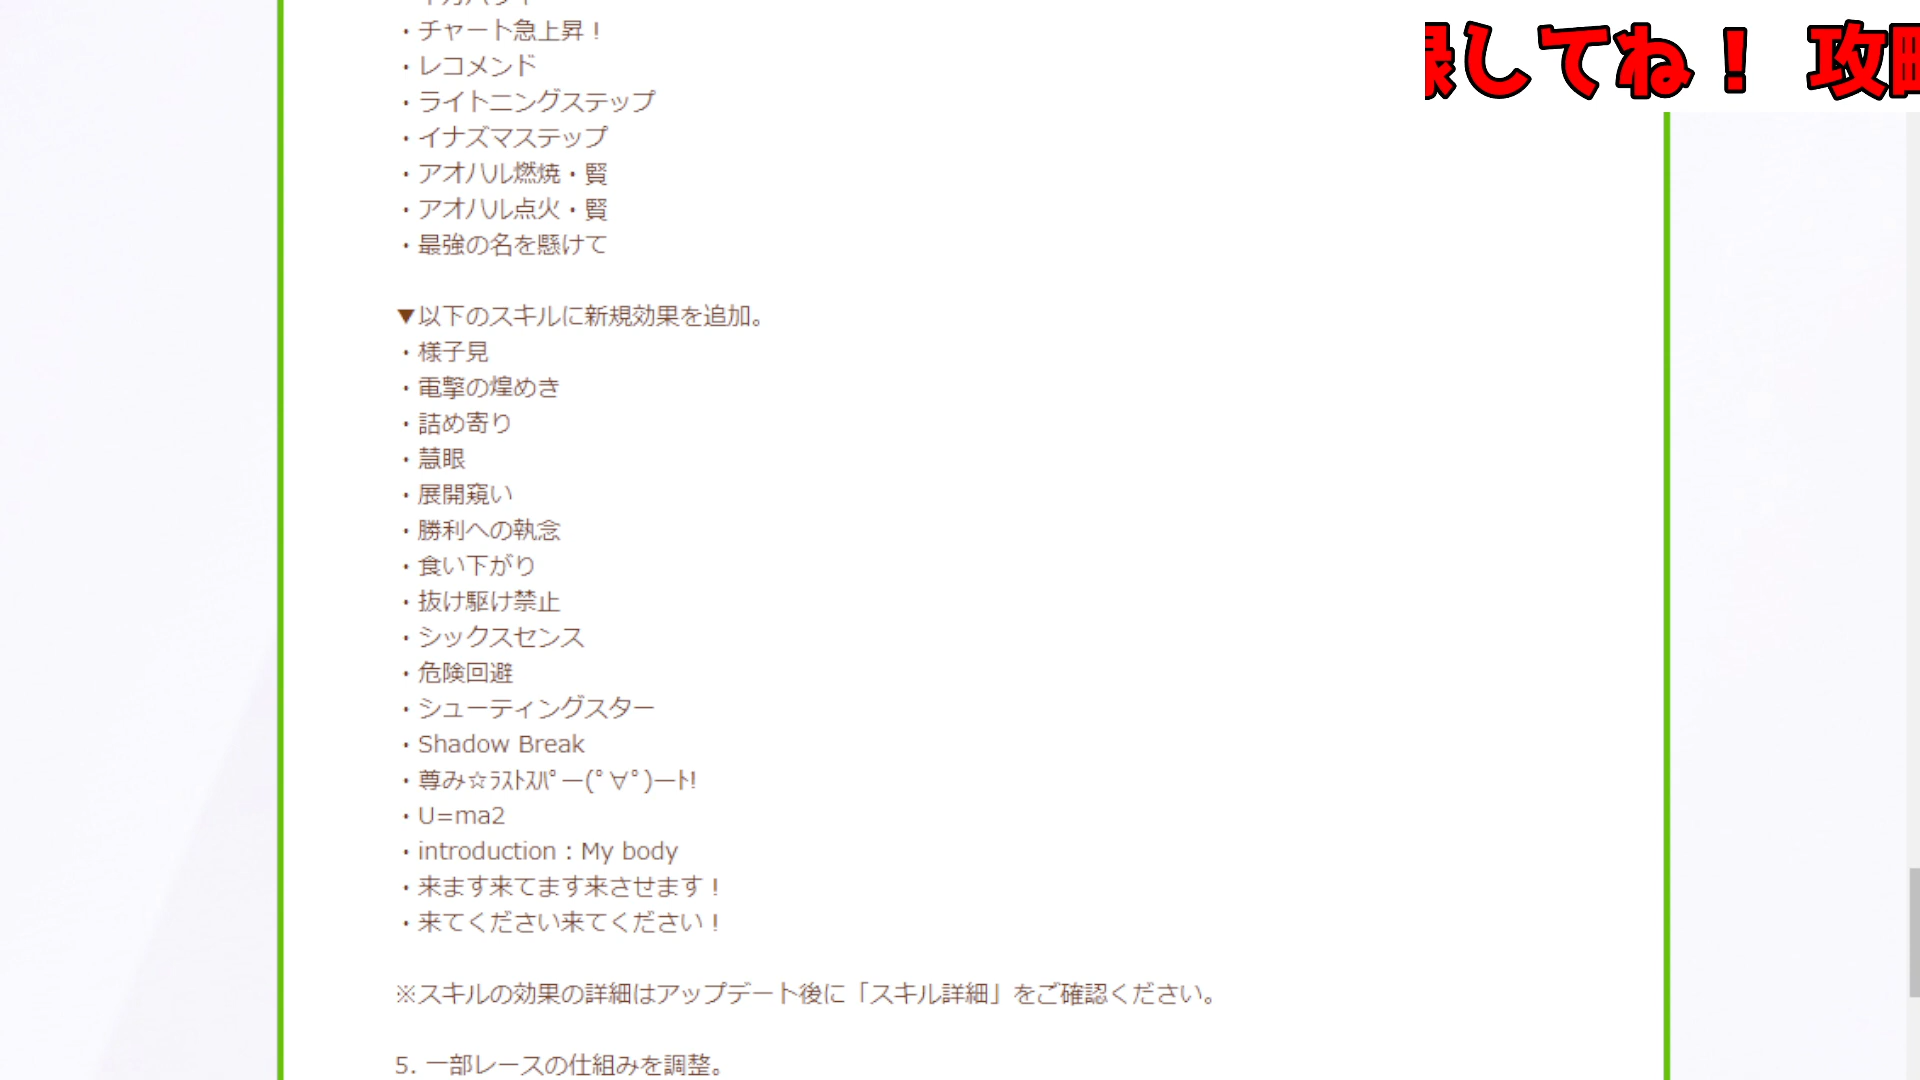 してね！ 攻
・チャート急上昇！
・レコメンド
・ライトニングステップ
・イナズマステップ
・アオハル燃焼・賢
・アオハル点火・賢
・最強の名を懸けて
▼以下のスキルに新規効果を追加。
・様子見
・電撃の煌めき
・詰め寄り
・慧眼
・展開窺い
・勝利への執念
・食い下がり
・抜け駆け禁止
・シックスセンス
・危険回避
・シューティングスター
・Shadow Break
・尊み☆ﾗｽﾄｽﾊﾟー(ﾟ∀ﾟ)ーﾄ!
・U=ma2
・introduction：My body
・来ます来てます来させます！
・来てください来てください！
※スキルの効果の詳細はアップデート後に「スキル詳細」をご確認ください。
5. 一部レースの仕組みを調整。